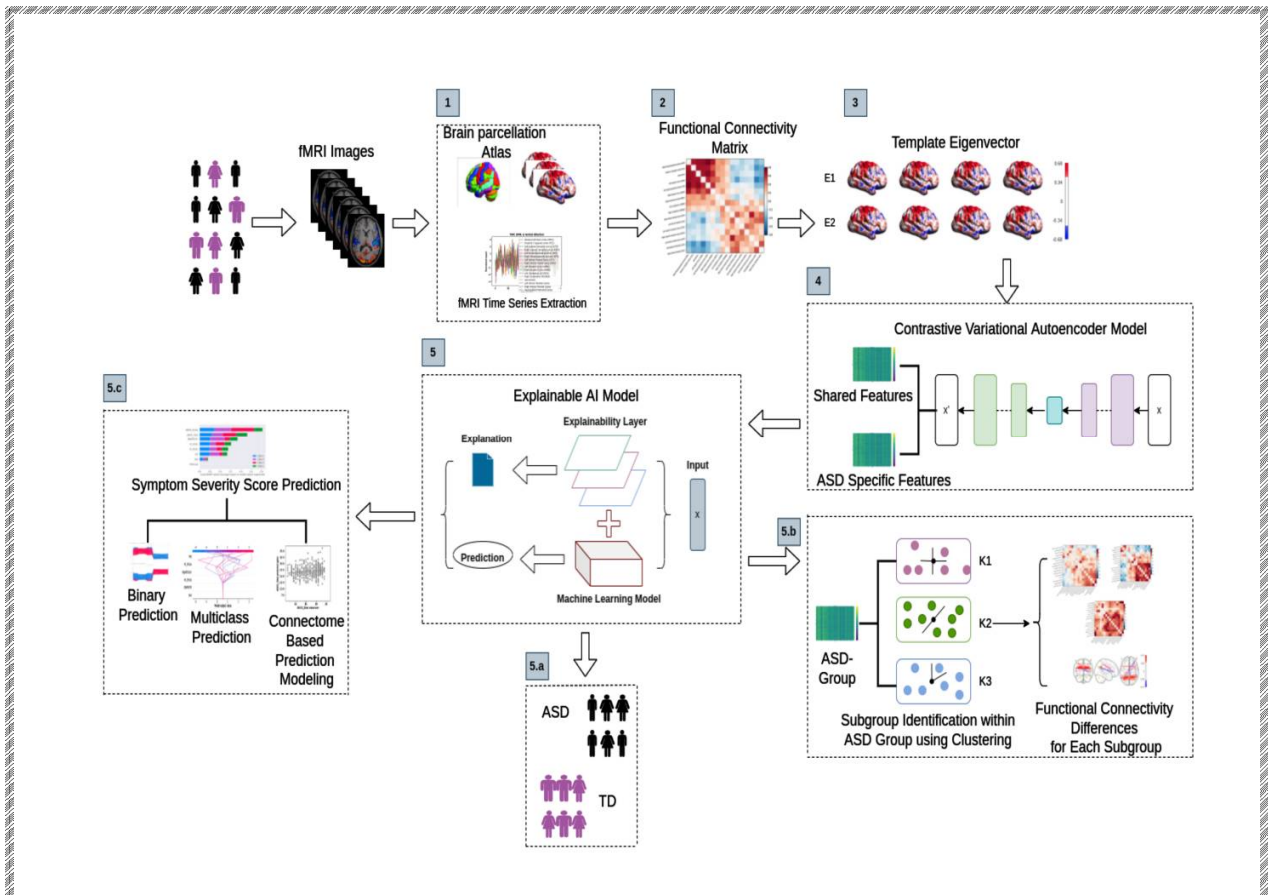 1
2
3
fMRI Images
Brain parcellation
Atlas
fMRI Time Series Extraction
Functional Connectivity
Matrix
Template Eigenvector
E1
E2
4
Contrastive Variational Autoencoder Model
Shared Features
ASD Specific Features
X'
X
5
Explainable AI Model
Explainability Layer
Explanation
Input
X
Prediction
Machine Learning Model
5.a
ASD
TD
5.b
ASD-
Group
K1
K2
K3
Subgroup Identification within
ASD Group using Clustering
Functional Connectivity
Differences
for Each Subgroup
5.c
Symptom Severity Score Prediction
Binary
Prediction
Multiclass
Prediction
Connectome
Based
Prediction
Modeling